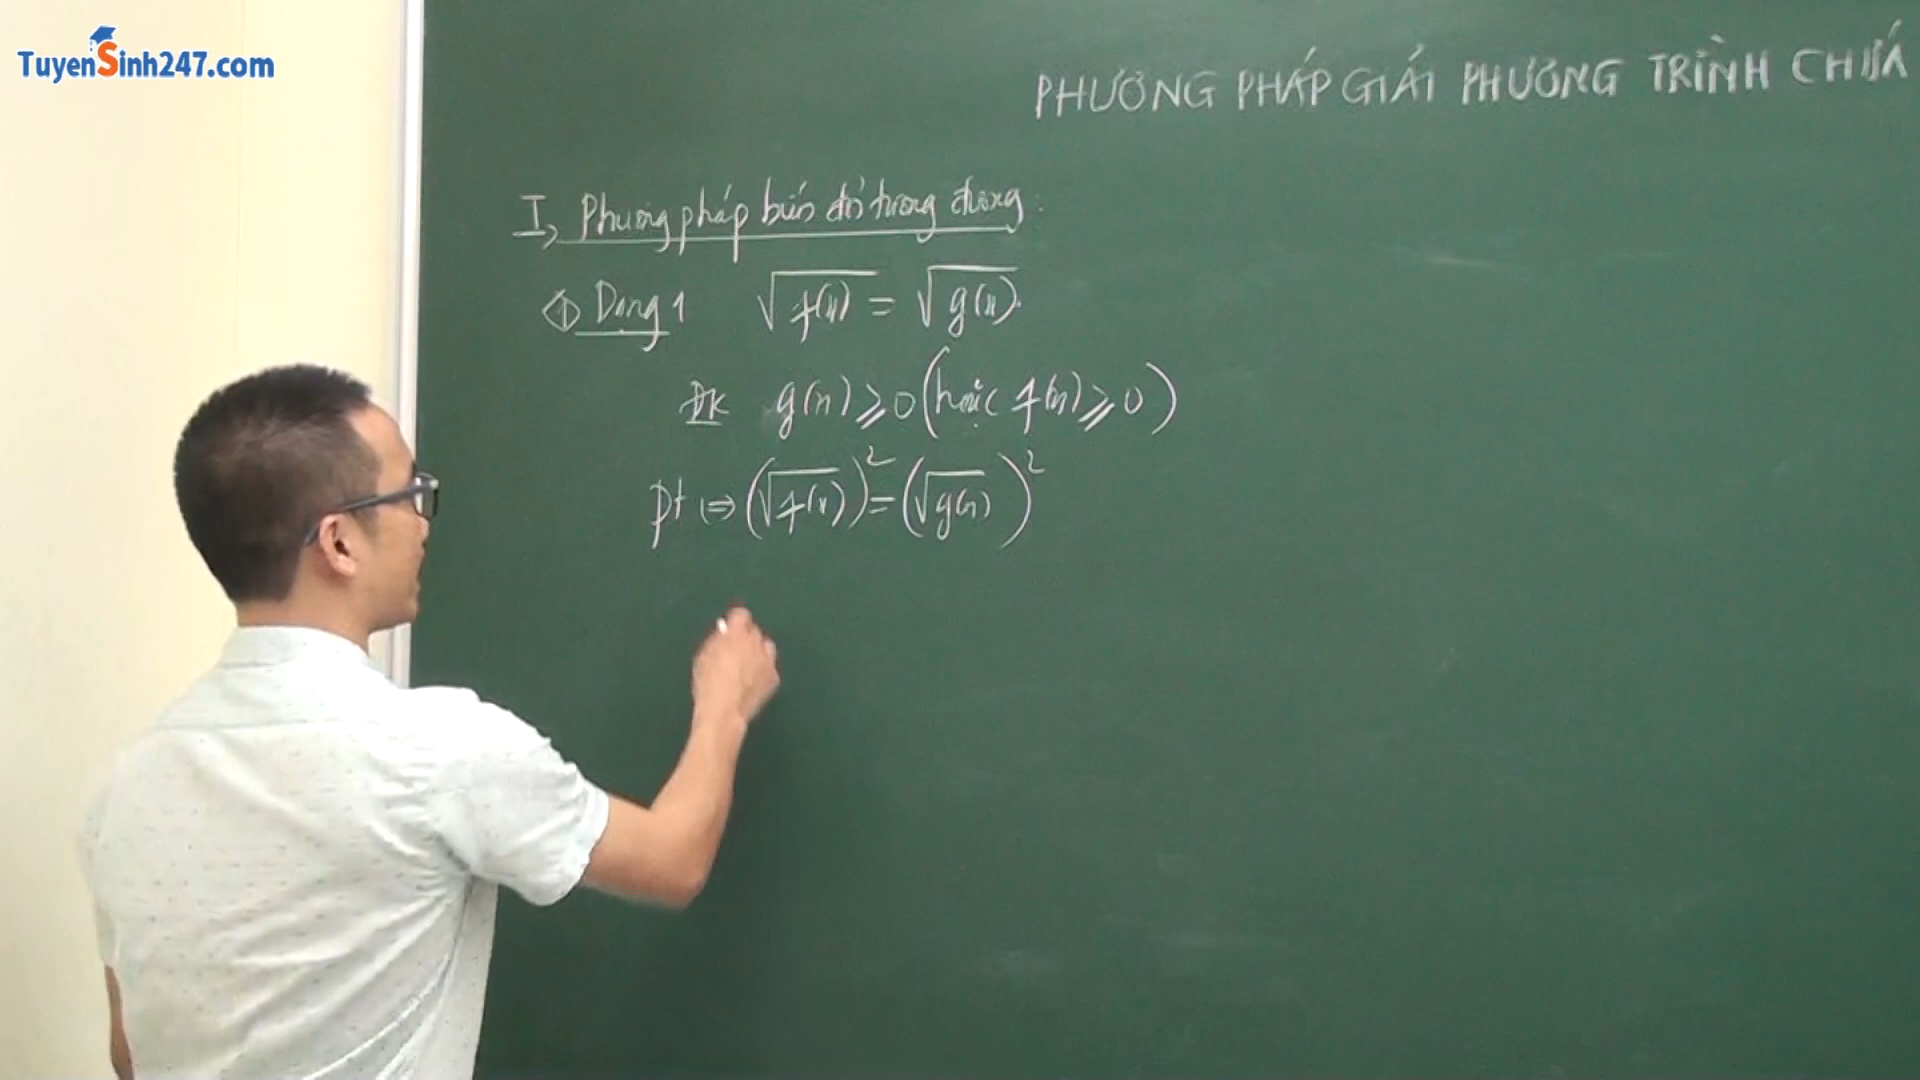 TuyenSinh247.com
PHƯƠNG PHÁP GIẢI PHƯƠNG TRÌNH CHỨA
I, Phương pháp biến đổi tương đương:
① Dạng 1 √f(x) = √g(x).
ĐK g(x) ≥ 0 (hoặc f(x) ≥ 0)
pt ⇔ (√f(x))² = (√g(x))²